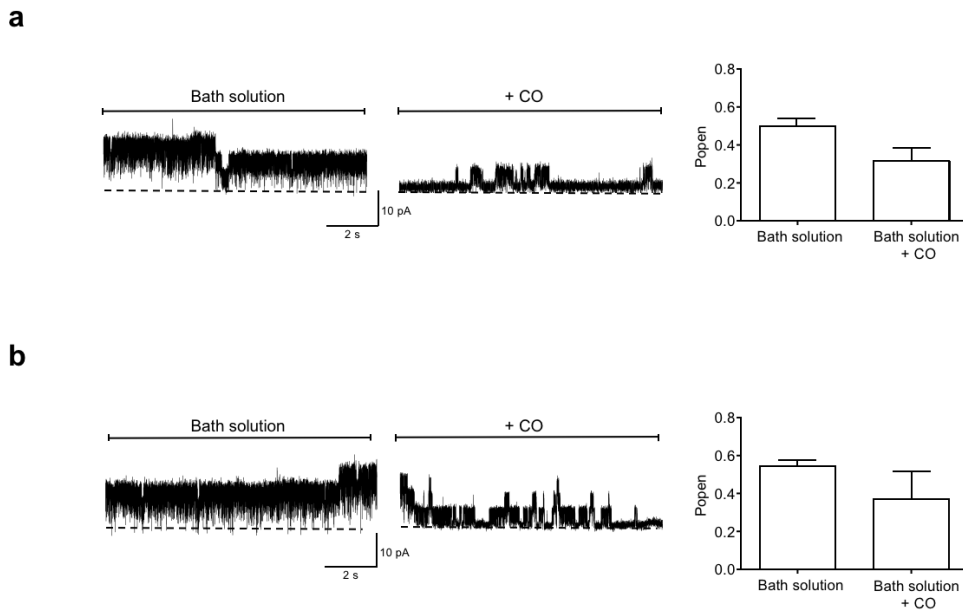 a
Bath solution
+ CO
10 pA
2 s
Popen
0.8
0.6
0.4
0.2
0.0
Bath solution
Bath solution
+ CO
b
Bath solution
+ CO
10 pA
2 s
Popen
0.8
0.6
0.4
0.2
0.0
Bath solution
Bath solution
+ CO